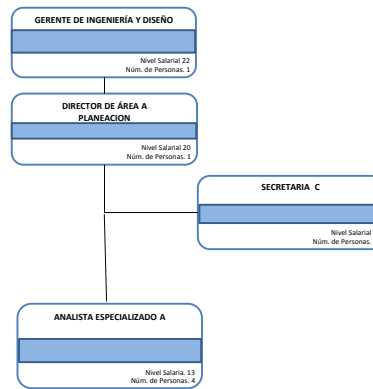 GERENTE DE INGENIERÍA Y DISEÑO
Nivel Salarial 22
Núm. de Personas. 1
DIRECTOR DE ÁREA A
PLANEACION
Nivel Salarial 20
Núm. de Personas. 1
SECRETARIA C
Nivel Salarial
Núm. de Personas.
ANALISTA ESPECIALIZADO A
Nivel Salaria. 13
Núm. de Personas. 4